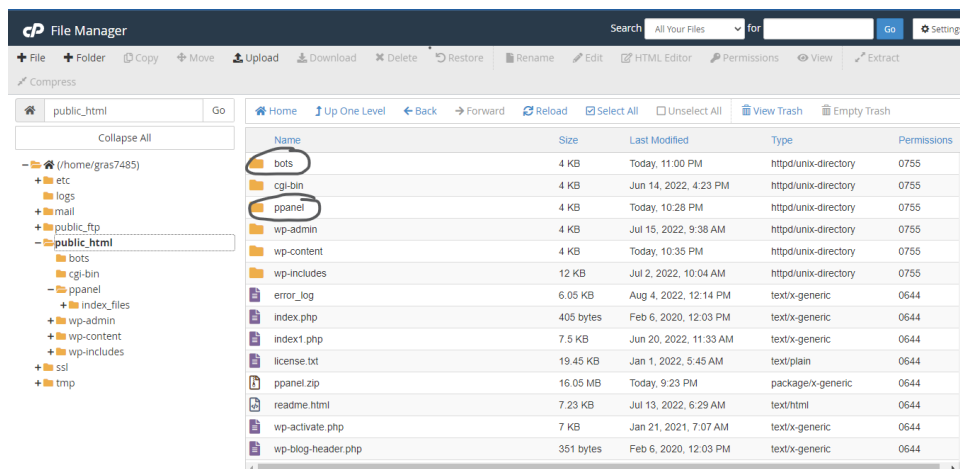 cP File Manager
Search All Your Files for Go Settings
File Folder Copy Move Upload Download Delete Restore Rename Edit HTML Editor Permissions View Extract
Compress
public_html Go
Home Up One Level Back Forward Reload Select All Unselect All View Trash Empty Trash
Collapse All
(/home/gras7485)
etc
logs
mail
public_ftp
public_html
bots
cgi-bin
ppanel
index_files
wp-admin
wp-content
wp-includes
ssl
tmp
Name Size Last Modified Type Permissions
bots 4 KB Today, 11:00 PM httpd/unix-directory 0755
cgi-bin 4 KB Jun 14, 2022, 4:23 PM httpd/unix-directory 0755
ppanel 4 KB Today, 10:28 PM httpd/unix-directory 0755
wp-admin 4 KB Jul 15, 2022, 9:38 AM httpd/unix-directory 0755
wp-content 4 KB Today, 10:35 PM httpd/unix-directory 0755
wp-includes 12 KB Jul 2, 2022, 10:04 AM httpd/unix-directory 0755
error_log 6.05 KB Aug 4, 2022, 12:14 PM text/x-generic 0644
index.php 405 bytes Feb 6, 2020, 12:03 PM text/x-generic 0644
index1.php 7.5 KB Jun 20, 2022, 11:33 AM text/x-generic 0644
license.txt 19.45 KB Jan 1, 2022, 5:45 AM text/plain 0644
ppanel.zip 16.05 MB Today, 9:23 PM package/x-generic 0644
readme.html 7.23 KB Jul 13, 2022, 6:29 AM text/html 0644
wp-activate.php 7 KB Jan 21, 2021, 7:07 AM text/x-generic 0644
wp-blog-header.php 351 bytes Feb 6, 2020, 12:03 PM text/x-generic 0644